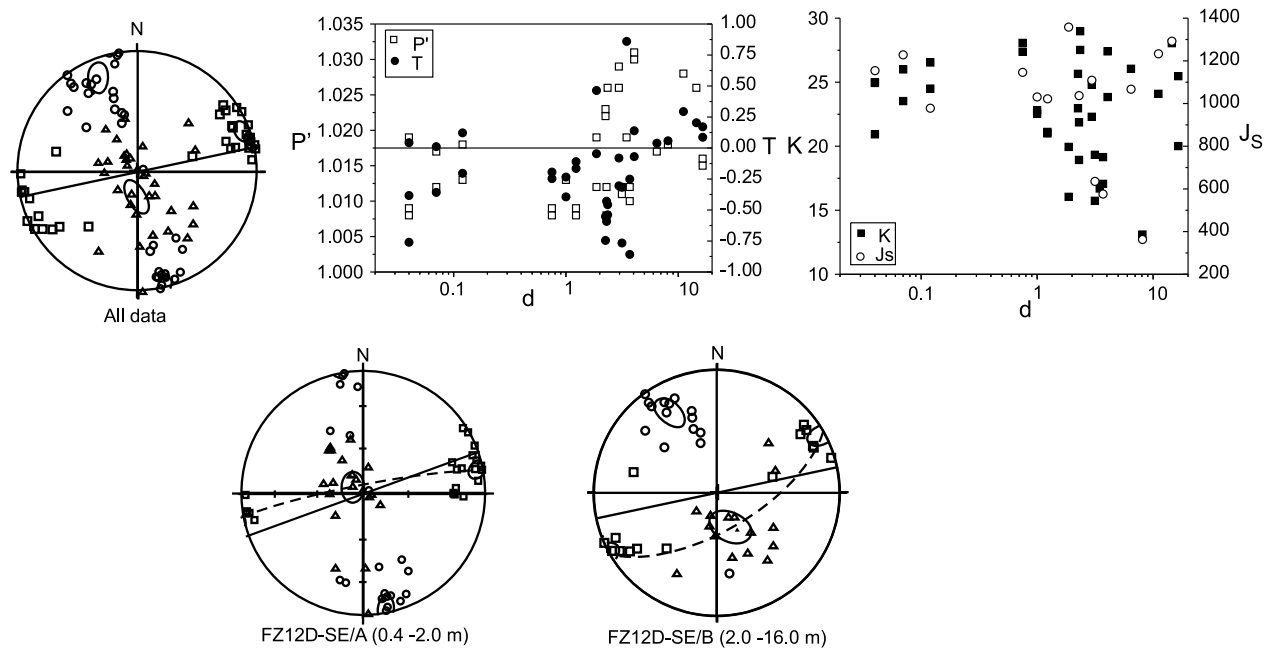 N
All data
1.035
1.030
1.025
1.020
1.015
1.010
1.005
1.000
P'
P'
T
0.1
1
10
d
1.00
0.75
0.50
0.25
0.00
-0.25
-0.50
-0.75
-1.00
T
K
30
25
20
15
10
K
Js
0.1
1
10
d
1400
1200
1000
800
600
400
200
JS
N
FZ12D-SE/A (0.4 -2.0 m)
N
FZ12D-SE/B (2.0 -16.0 m)